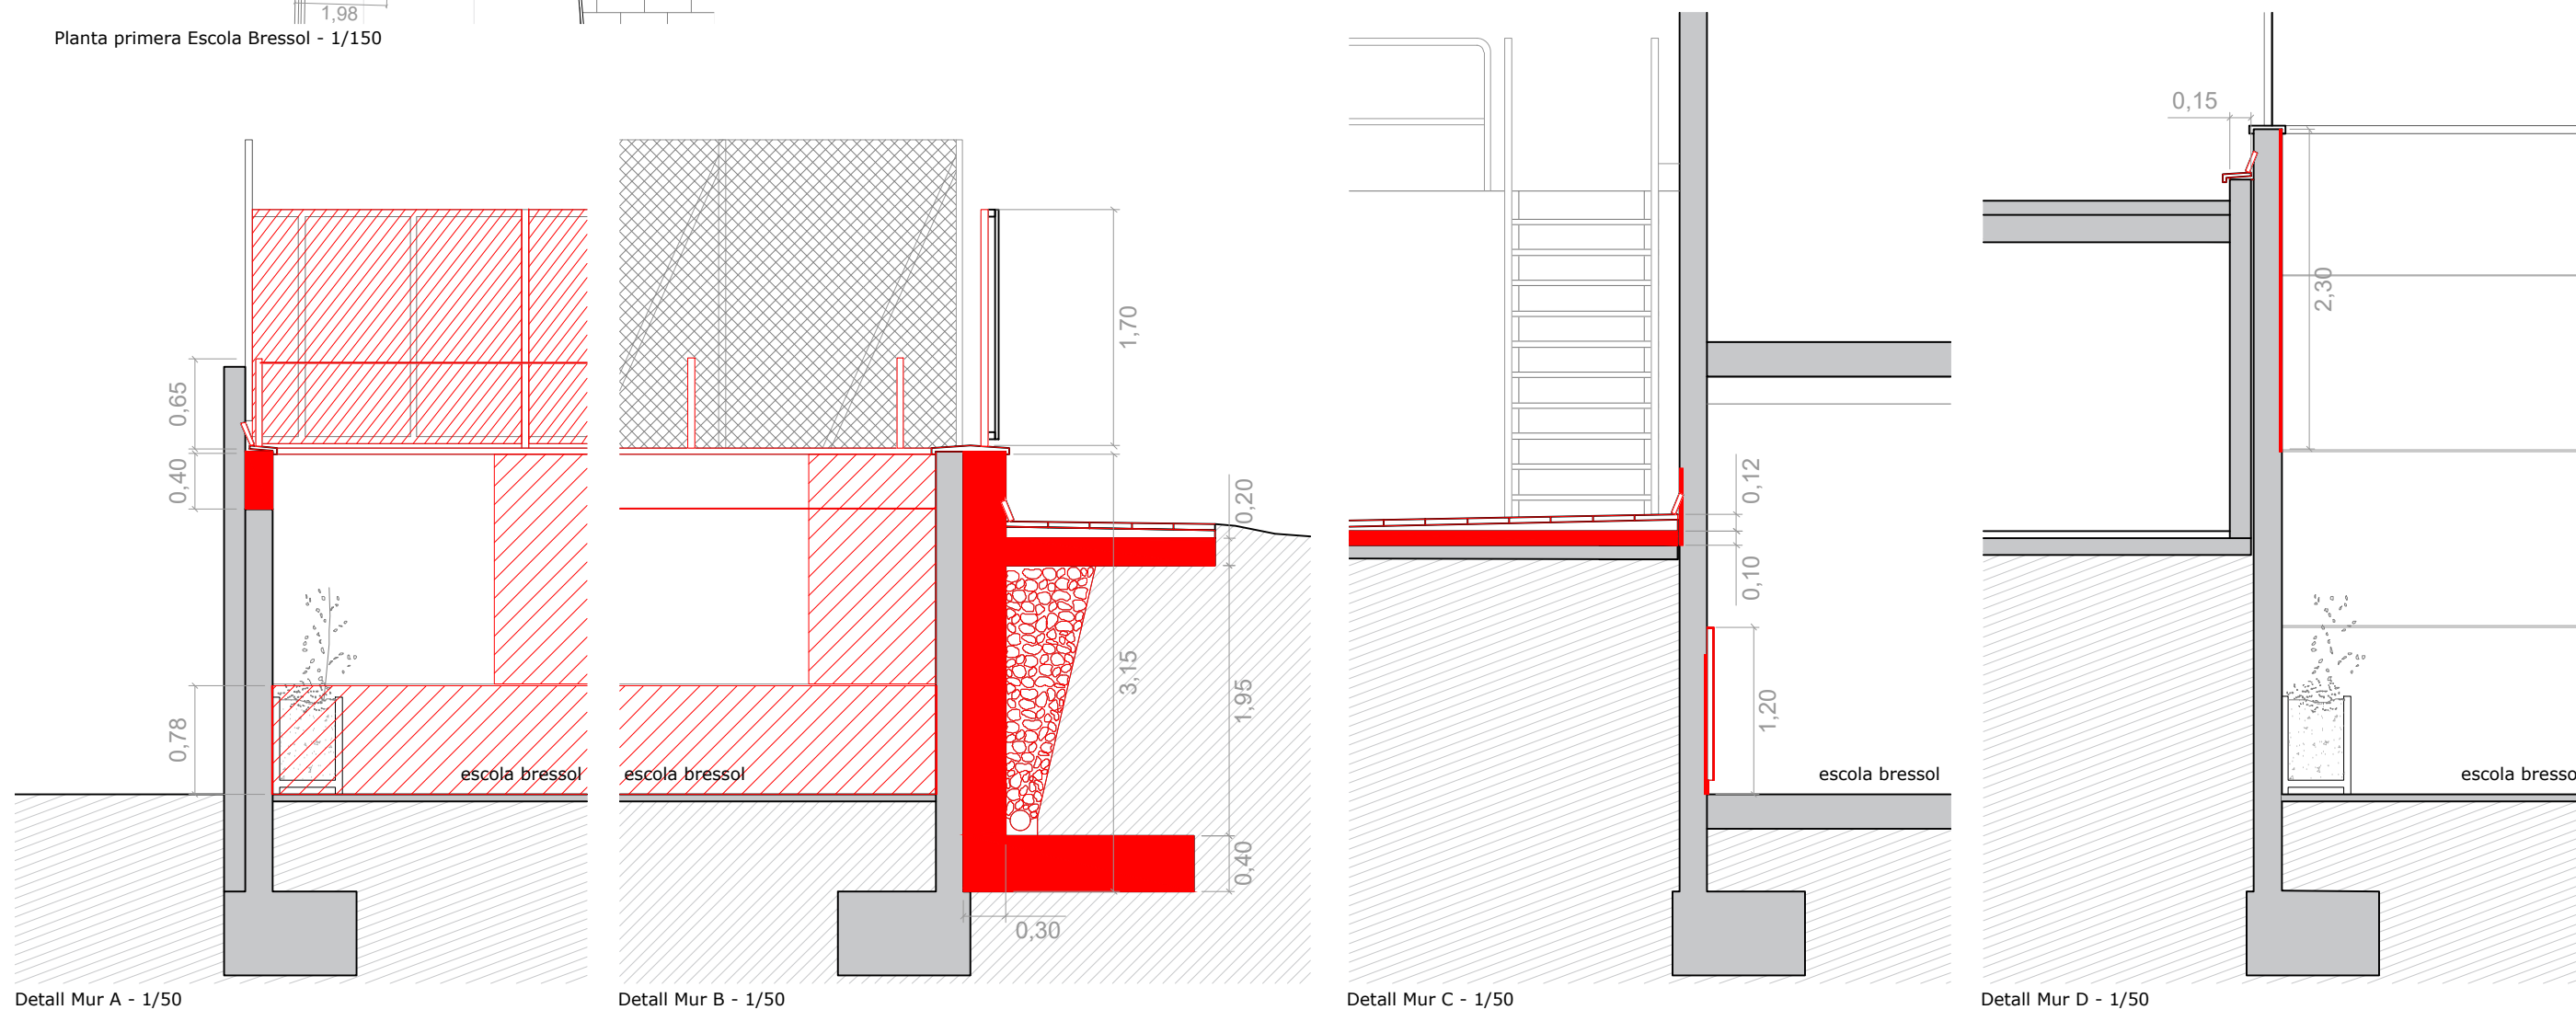 1,98
Planta primera Escola Bressol - 1/150
0,65
0,40
0,78
escola bressol
Detall Mur A - 1/50
1,70
0,20
3,15
1,95
0,40
0,30
escola bressol
Detall Mur B - 1/50
0,12
0,10
1,20
escola bressol
Detall Mur C - 1/50
0,15
2,30
escola bresso
Detall Mur D - 1/50